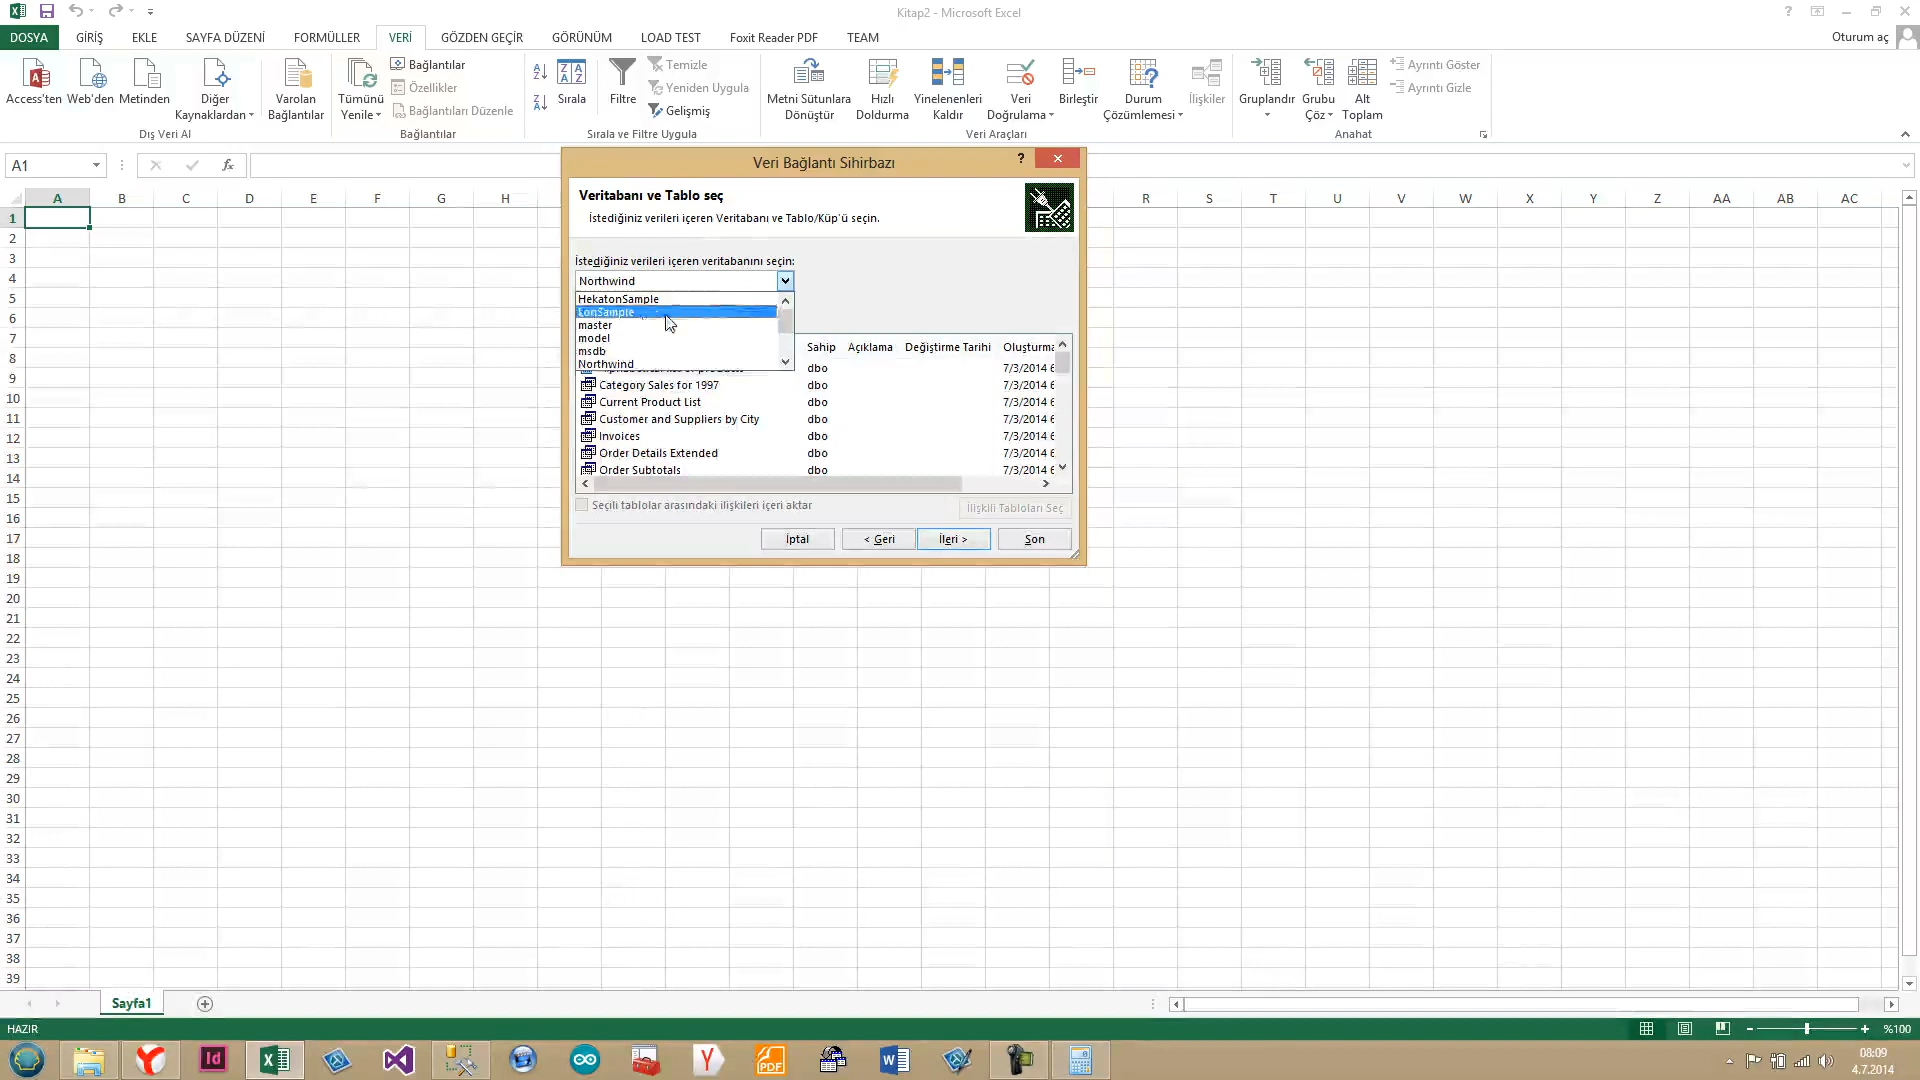 Kitap2 - Microsoft Excel
DOSYA GİRİŞ EKLE SAYFA DÜZENİ FORMÜLLER VERİ GÖZDEN GEÇİR GÖRÜNÜM LOAD TEST Foxit Reader PDF TEAM Oturum aç
Access'ten Web'den Metinden Diğer Kaynaklardan Varolan Bağlantılar
Dış Veri Al
Tümünü Yenile
Bağlantılar
Özellikler
Bağlantıları Düzenle
Bağlantılar
Sırala Filtre
Temizle
Yeniden Uygula
Gelişmiş
Sırala ve Filtre Uygula
Metni Sütunlara Dönüştür Hızlı Doldurma Yinelenenleri Kaldır Veri Doğrulama Birleştir Durum Çözümlemesi İlişkiler
Veri Araçları
Gruplandır Grubu Çöz Alt Toplam
Ayrıntı Göster
Ayrıntı Gizle
Anahat
A1
fx
A B C D E F G H R S T U V W X Y Z AA AB AC
1
2
3
4
5
6
7
8
9
10
11
12
13
14
15
16
17
18
19
20
21
22
23
24
25
26
27
28
29
30
31
32
33
34
35
36
37
38
39
Veri Bağlantı Sihirbazı
?
Veritabanı ve Tablo seç
İstediğiniz verileri içeren Veritabanı ve Tablo/Küp'ü seçin.
İstediğiniz verileri içeren veritabanını seçin:
Northwind
HekatonSample
master
model
msdb
Northwind
Sahip Açıklama Değiştirme Tarihi Oluşturma
dbo 7/3/2014 6
Category Sales for 1997 dbo 7/3/2014 6
Current Product List dbo 7/3/2014 6
Customer and Suppliers by City dbo 7/3/2014 6
Invoices dbo 7/3/2014 6
Order Details Extended dbo 7/3/2014 6
Order Subtotals dbo 7/3/2014 6
Seçili tablolar arasındaki ilişkileri içeri aktar
İlişkili Tabloları Seç
İptal < Geri İleri > Son
Sayfa1
HAZIR
%100
08:09
4.7.2014